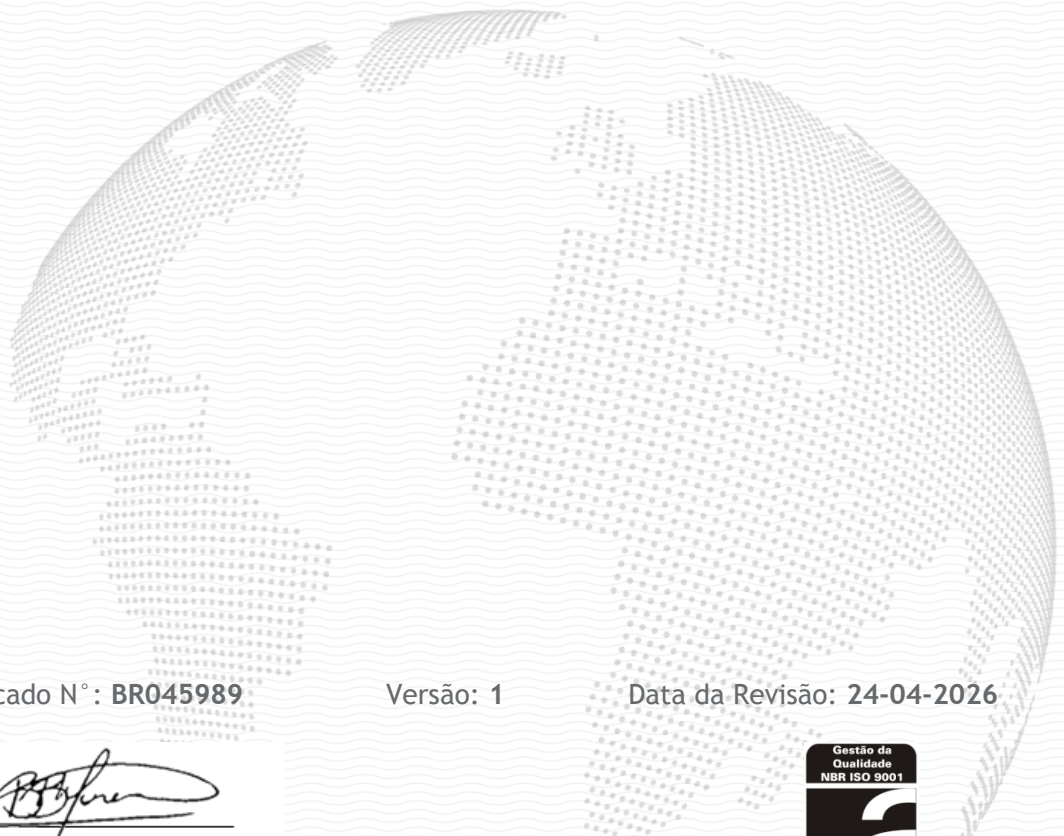 cado N°: BR045989 Versão: 1 Data da Revisão: 24-04-2026
Gestão da
Qualidade
NBR ISO 9001